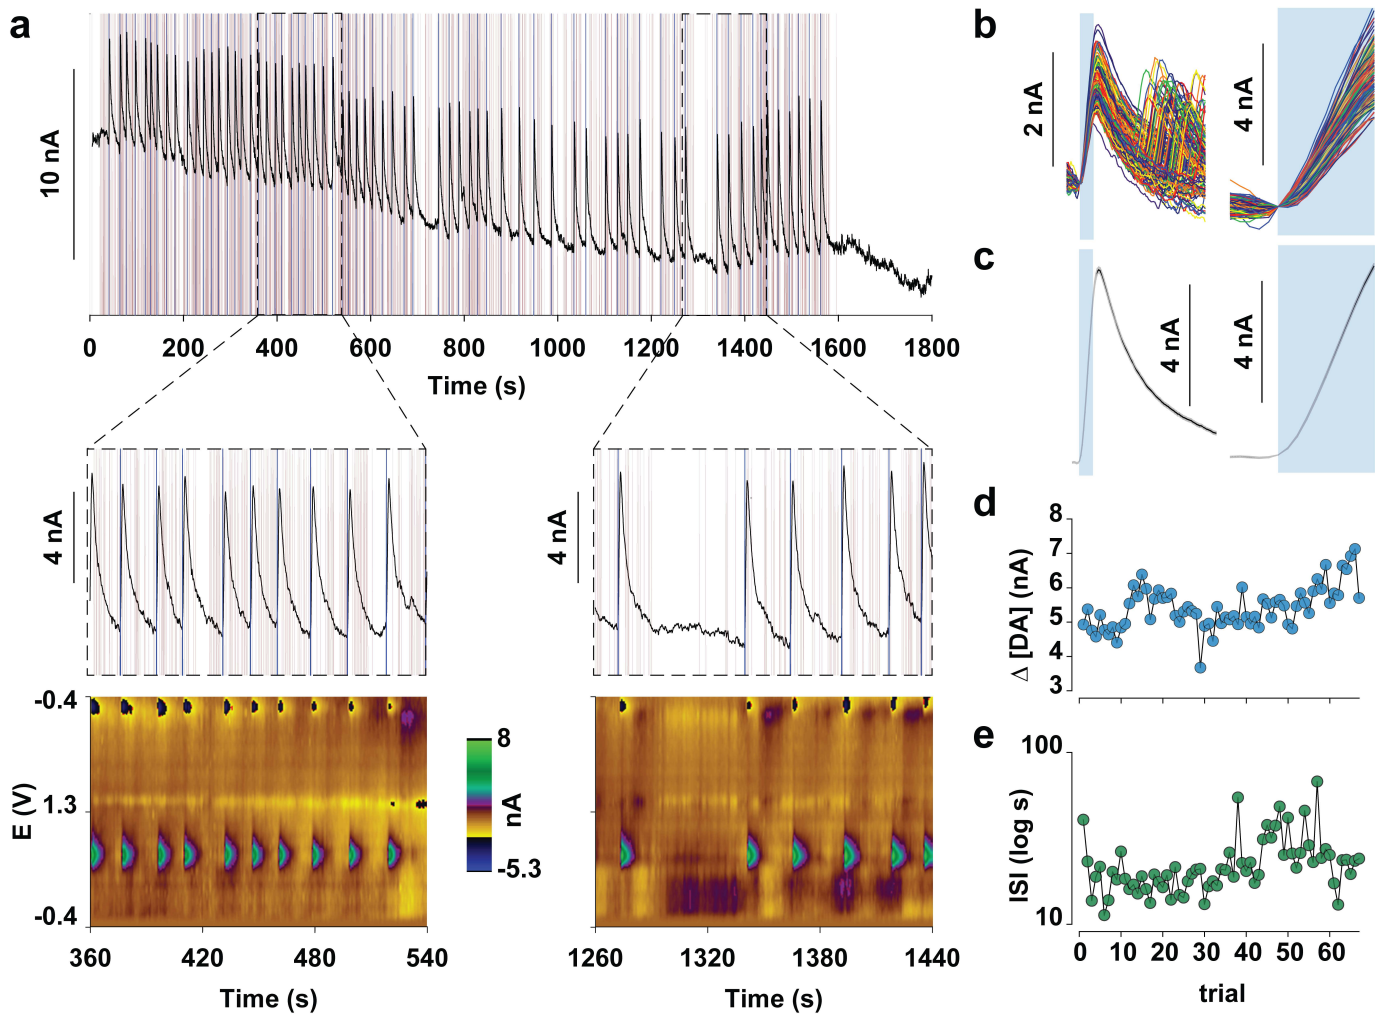 a
10 nA
0 200 400 600 800 1000 1200 1400 1600 1800
Time (s)
4 nA
4 nA
-0.4
1.3
-0.4
E (V)
8
nA
-5.3
360 420 480 540
Time (s)
1260 1320 1380 1440
Time (s)
b
2 nA
4 nA
c
4 nA
4 nA
d
8
7
6
5
4
3
Δ [DA] (nA)
e
100
10
ISI (log s)
0 10 20 30 40 50 60
trial